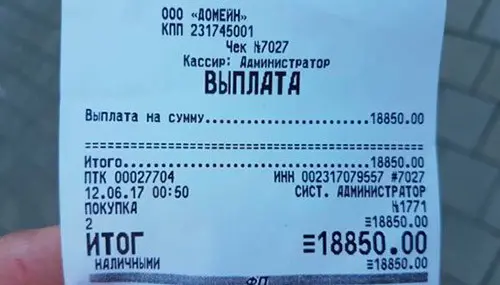 ООО «ДОМЕЙН»
КПП 231745001
Чек №7027
Кассир: Администратор
ВЫПЛАТА
Выплата на сумму..................18850.00
==========================================
Итого.............................18850.00
ПТК 00027704 ИНН 002317079557 #7027
12.06.17 00:50 СИСТ. АДМИНИСТРАТОР
ПОКУПКА №1771
2 ≡18850.00
ИТОГ ≡18850.00
НАЛИЧНЫМИ ≡18850.00
ФП